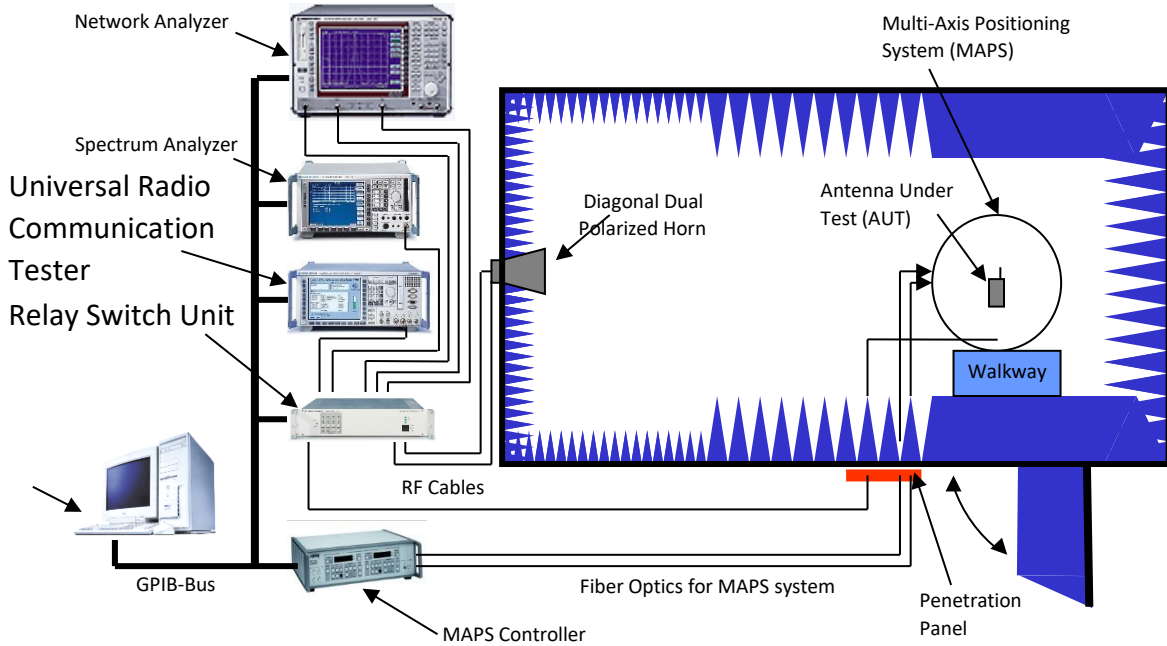 Network Analyzer
Multi-Axis Positioning
System (MAPS)
Spectrum Analyzer
Universal Radio
Communication
Tester
Relay Switch Unit
Diagonal Dual
Polarized Horn
Antenna Under
Test (AUT)
Walkway
RF Cables
GPIB-Bus
Fiber Optics for MAPS system
Penetration
Panel
MAPS Controller